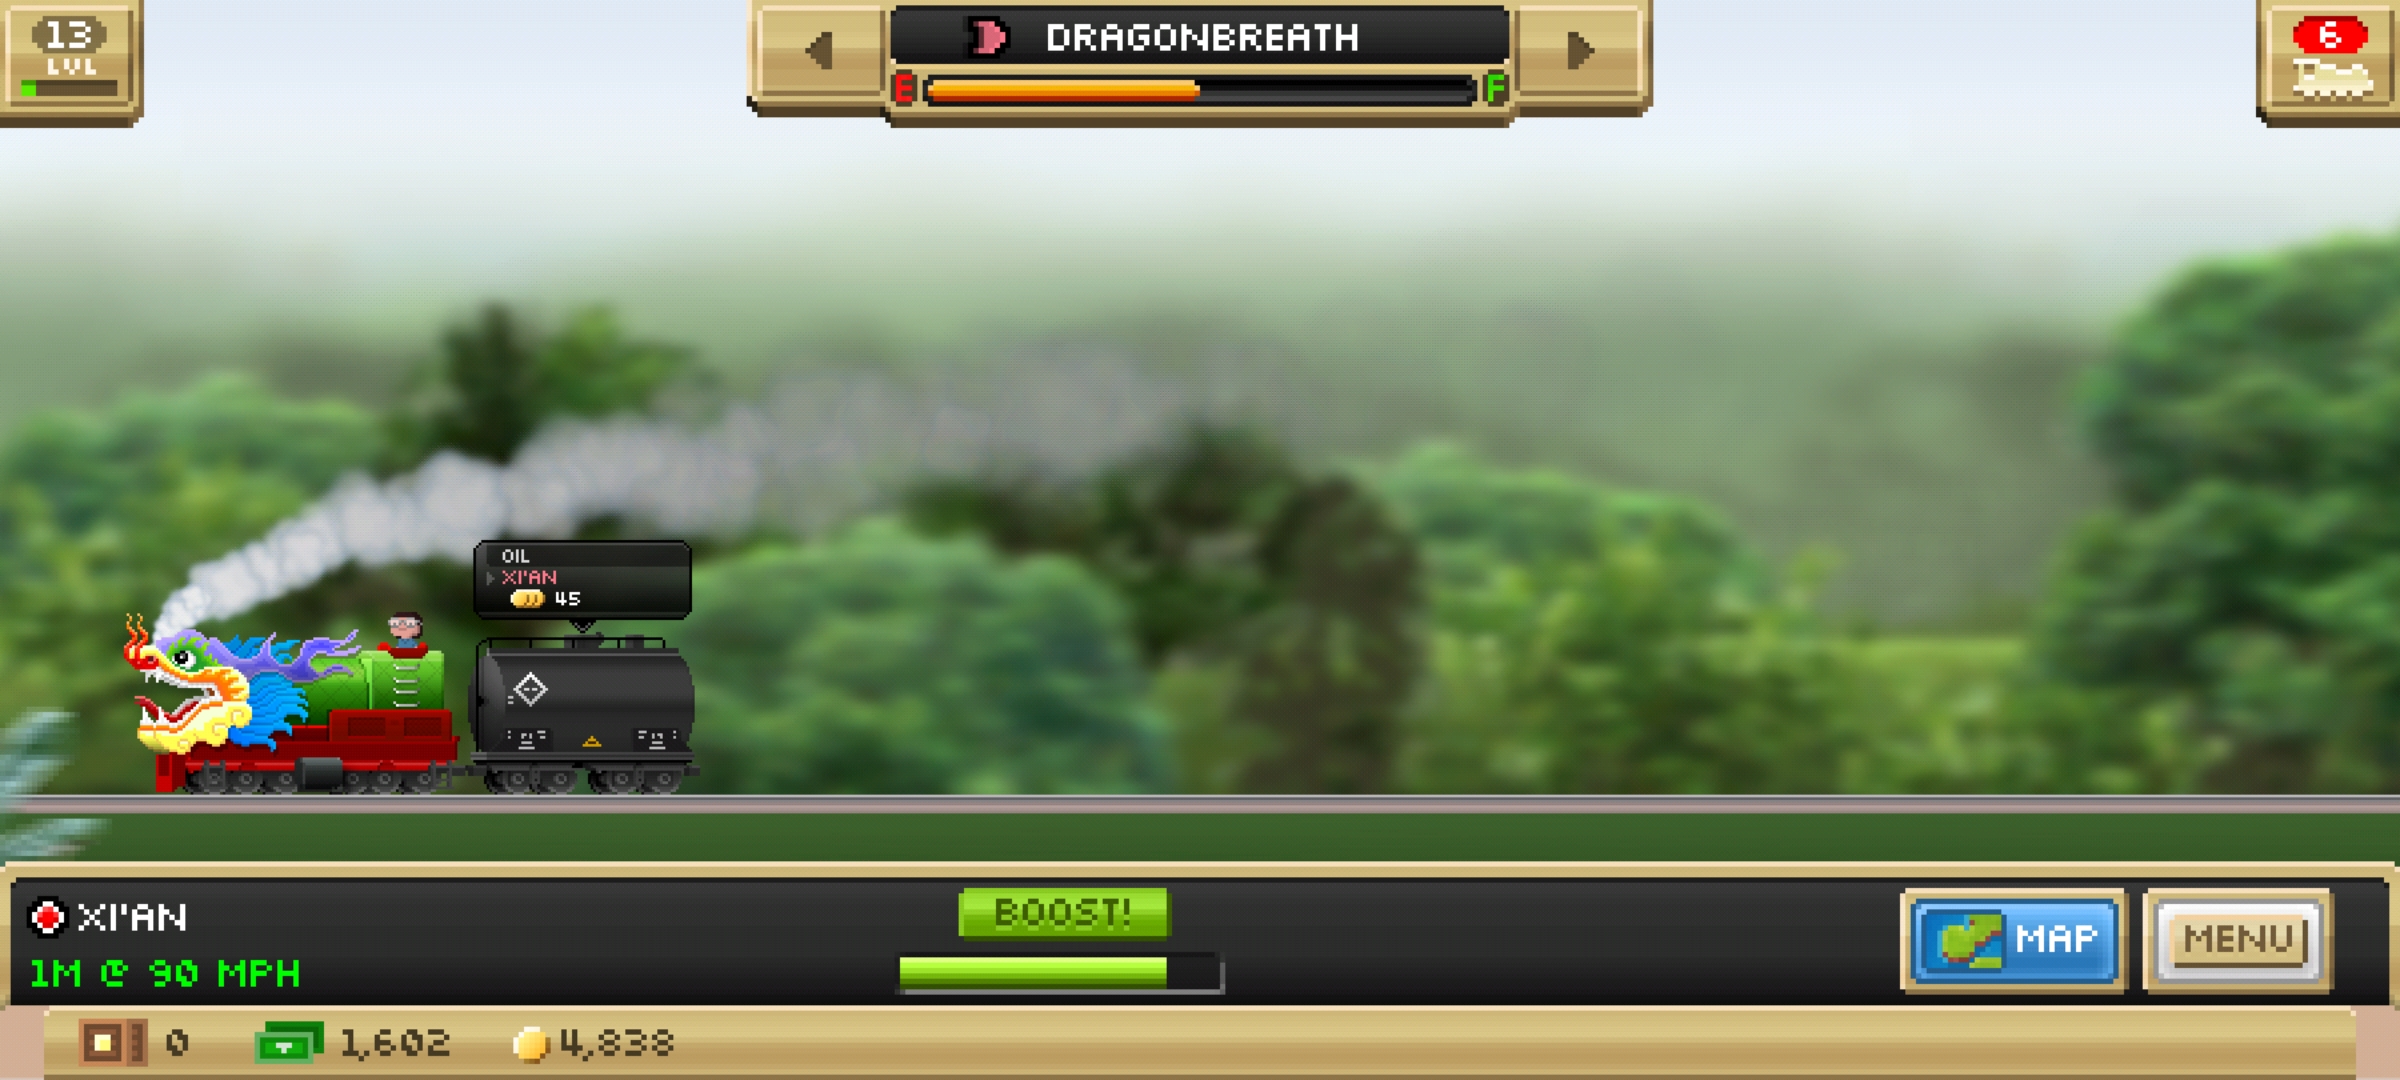 13
LVL
DRAGONBREATH
E F
6
OIL
XI'AN
45
XI'AN
1M @ 90 MPH
BOOST!
MAP
MENU
0
1,602
4,838